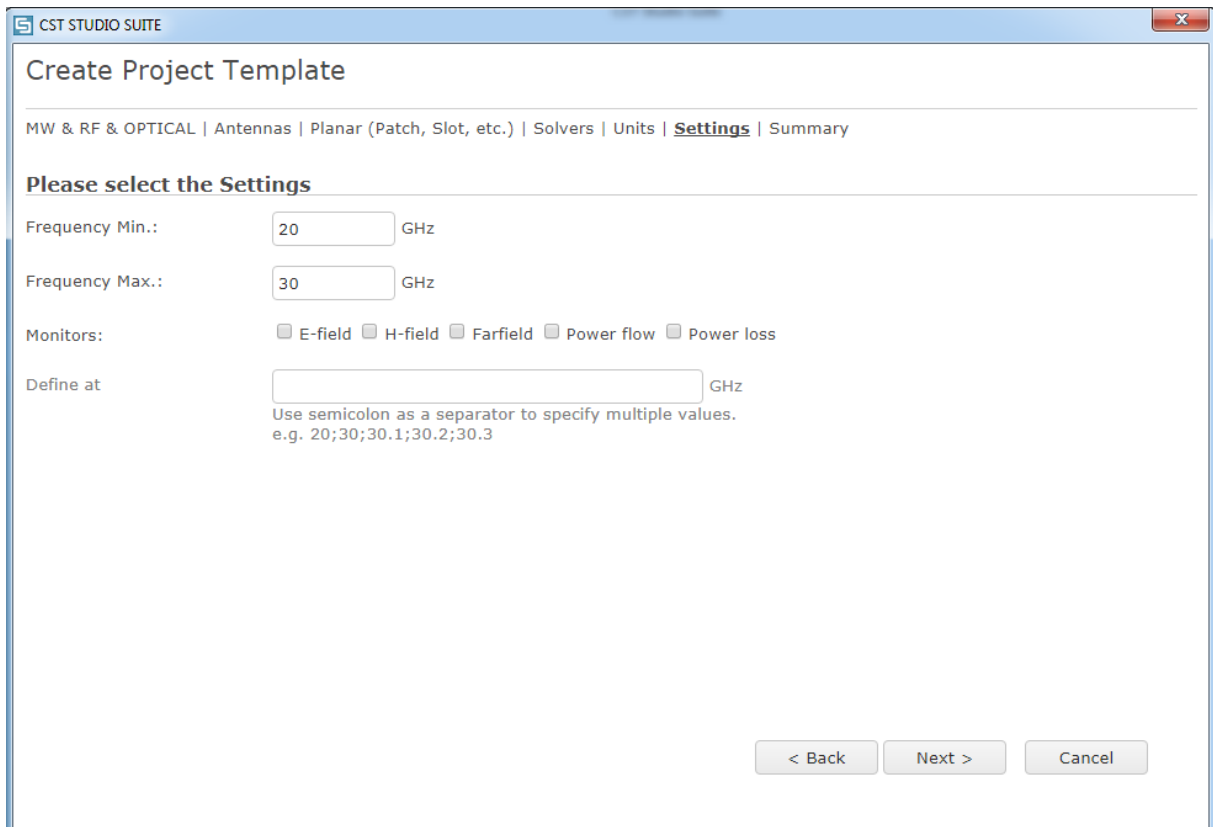 CST STUDIO SUITE
Create Project Template
MW & RF & OPTICAL | Antennas | Planar (Patch, Slot, etc.) | Solvers | Units | Settings | Summary
Please select the Settings
Frequency Min.: 20 GHz
Frequency Max.: 30 GHz
Monitors: E-field H-field Farfield Power flow Power loss
Define at GHz
Use semicolon as a separator to specify multiple values.
e.g. 20;30;30.1;30.2;30.3
< Back Next > Cancel